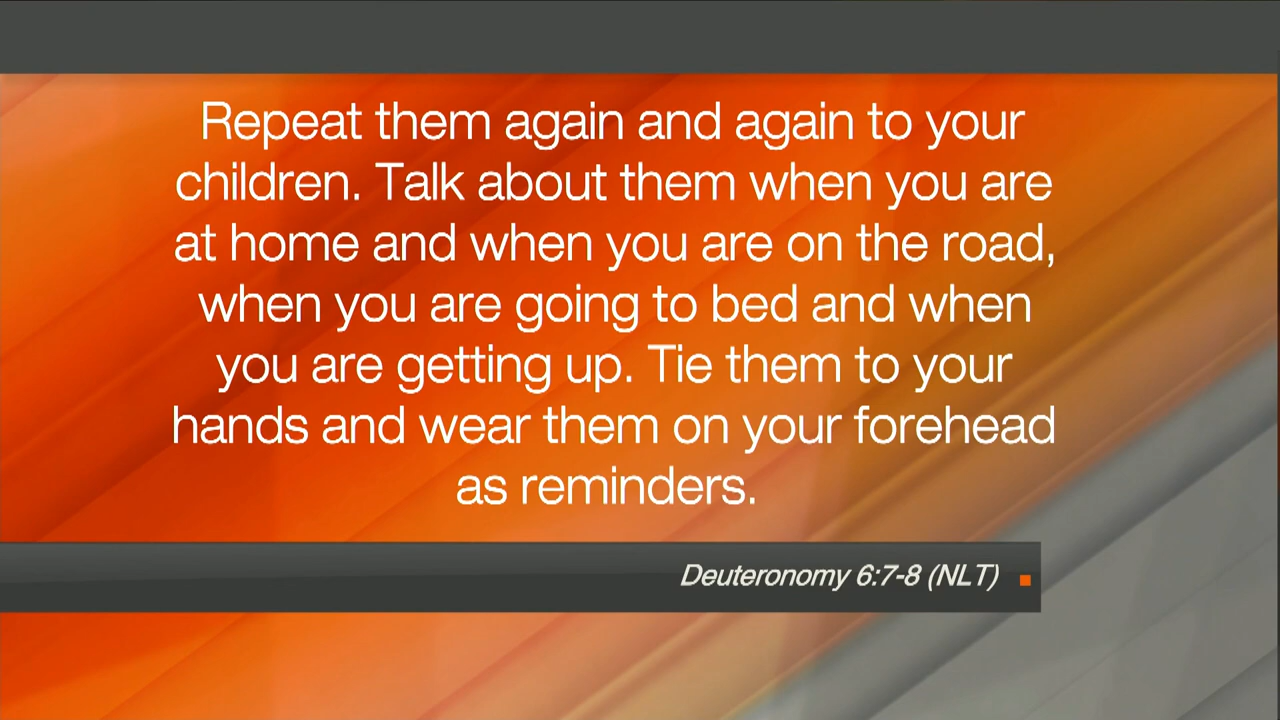 Repeat them again and again to your
children. Talk about them when you are
at home and when you are on the road,
when you are going to bed and when
you are getting up. Tie them to your
hands and wear them on your forehead
as reminders.
Deuteronomy 6:7-8 (NLT)